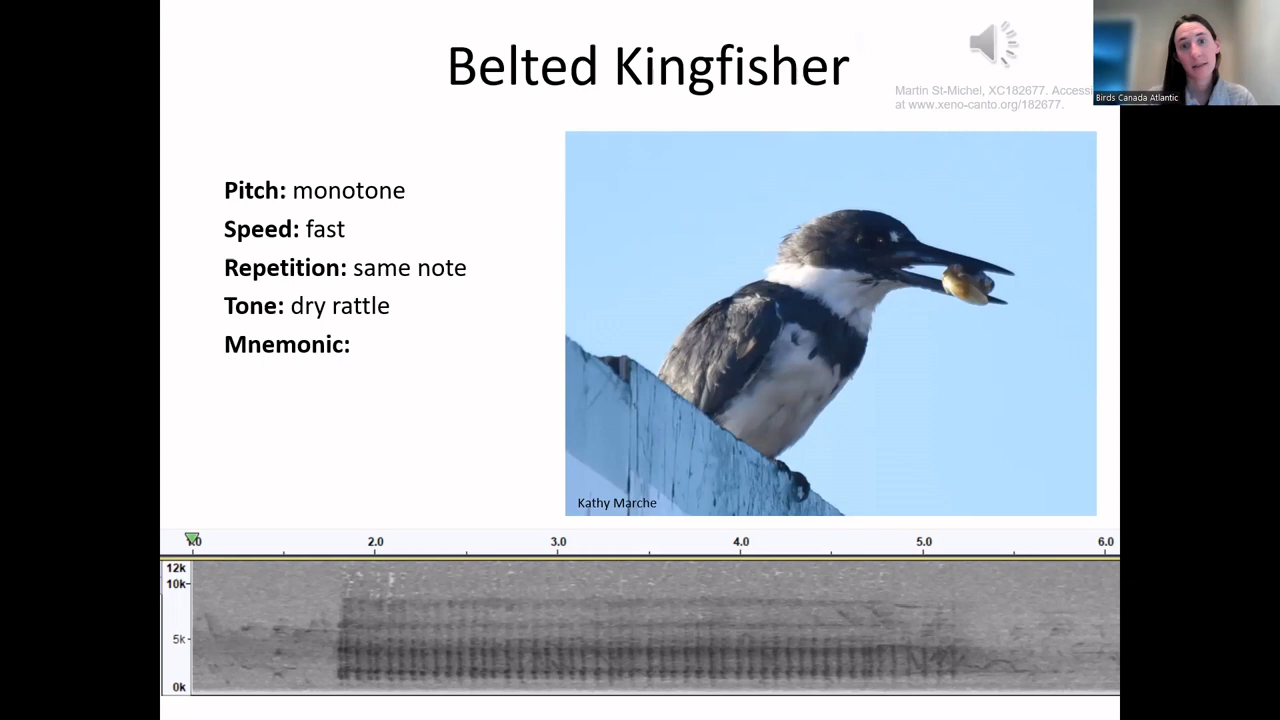 Belted Kingfisher
Martin St-Michel, XC182677. Accessi
at www.xeno-canto.org/182677.
Birds Canada Atlantic
Pitch: monotone
Speed: fast
Repetition: same note
Tone: dry rattle
Mnemonic:
Kathy Marche
2.0 3.0 4.0 5.0 6.0
12k
10k
5k
0k